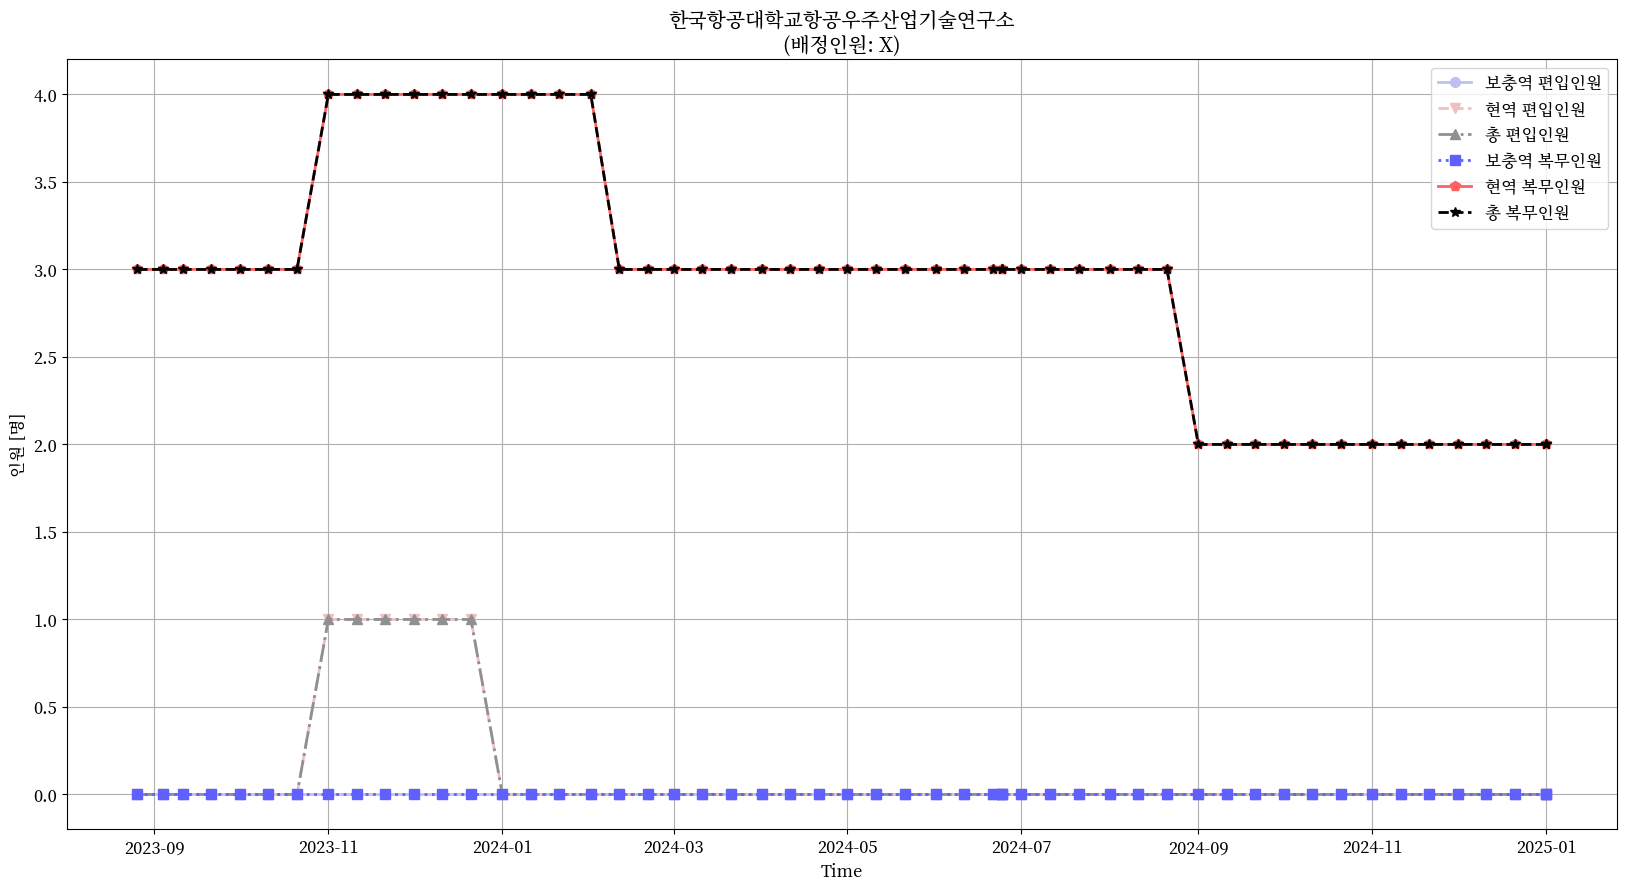 한국항공대학교항공우주산업기술연구소
(배정인원: X)
보충역 편입인원
현역 편입인원
총 편입인원
보충역 복무인원
현역 복무인원
총 복무인원
인원 [명]
4.0
3.5
3.0
2.5
2.0
1.5
1.0
0.5
0.0
2023-09
2023-11
2024-01
2024-03
2024-05
2024-07
2024-09
2024-11
2025-01
Time